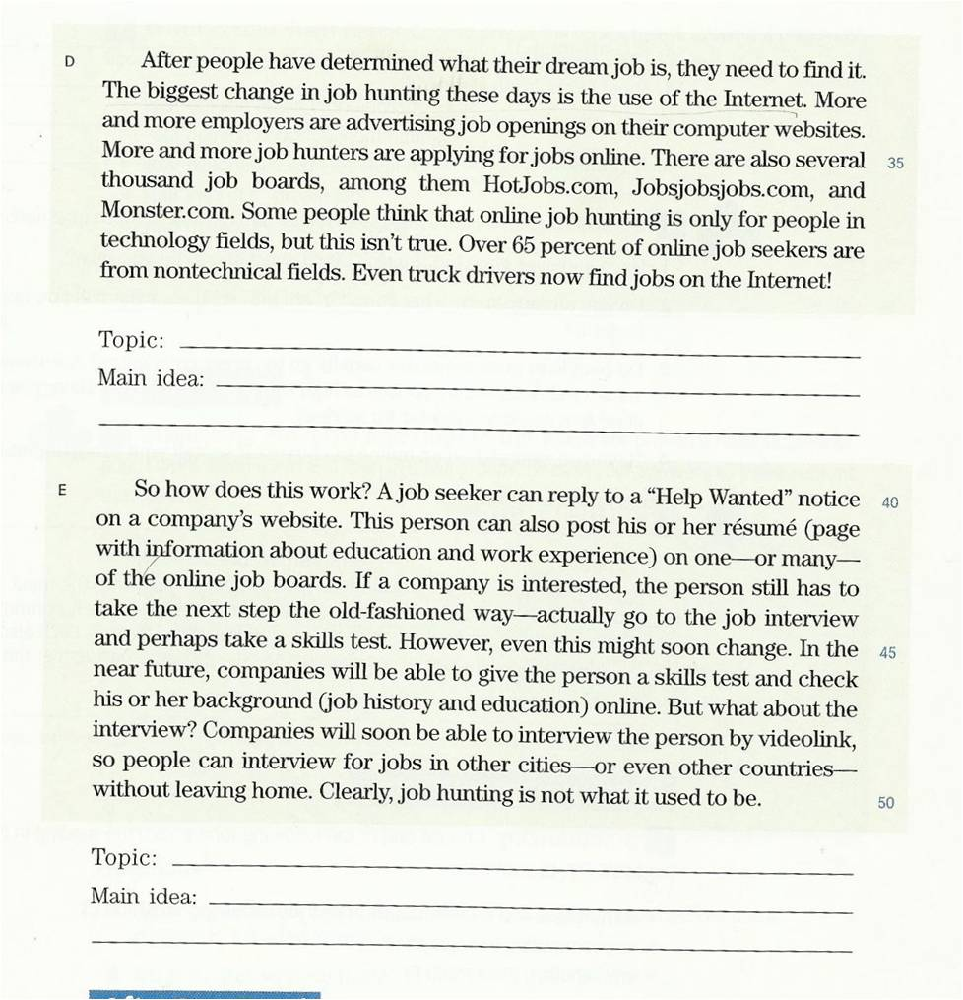 D After people have determined what their dream job is, they need to find it.
The biggest change in job hunting these days is the use of the Internet. More
and more employers are advertising job openings on their computer websites.
More and more job hunters are applying for jobs online. There are also several 35
thousand job boards, among them HotJobs.com, Jobsjobsjobs.com, and
Monster.com. Some people think that online job hunting is only for people in
technology fields, but this isn't true. Over 65 percent of online job seekers are
from nontechnical fields. Even truck drivers now find jobs on the Internet!
Topic:
Main idea:
E So how does this work? A job seeker can reply to a “Help Wanted” notice 40
on a company's website. This person can also post his or her résumé (page
with information about education and work experience) on one—or many—
of the online job boards. If a company is interested, the person still has to
take the next step the old-fashioned way—actually go to the job interview
and perhaps take a skills test. However, even this might soon change. In the 45
near future, companies will be able to give the person a skills test and check
his or her background (job history and education) online. But what about the
interview? Companies will soon be able to interview the person by videolink,
so people can interview for jobs in other cities—or even other countries—
without leaving home. Clearly, job hunting is not what it used to be. 50
Topic:
Main idea: